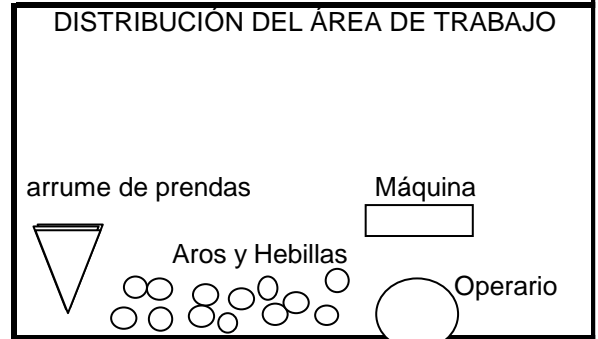 DISTRIBUCIÓN DEL ÁREA DE TRABAJO
arrume de prendas
Máquina
Aros y Hebillas
Operario